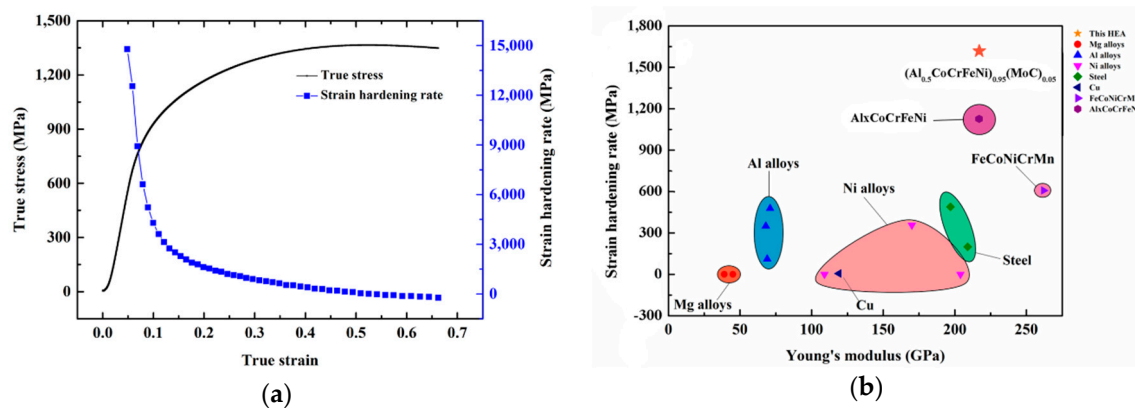 1,500
1,200
900
600
300
0
True stress (MPa)
0.0 0.1 0.2 0.3 0.4 0.5 0.6 0.7
True strain
True stress
Strain hardening rate
15,000
12,000
9,000
6,000
3,000
0
Strain hardening rate (MPa)
(a)
1,800
1,500
1,200
900
600
300
0
-300
Strain hardening rate (MPa)
0 50 100 150 200 250
Young's modulus (GPa)
(Al0.5CoCrFeNi)0.95(MoC)0.05
AlxCoCrFeNi
FeCoNiCrMn
Al alloys
Ni alloys
Steel
Mg alloys
Cu
This HEA
Mg alloys
Al alloys
Ni alloys
Steel
Cu
FeCoNiCrM
AlxCoCrFeN
(b)